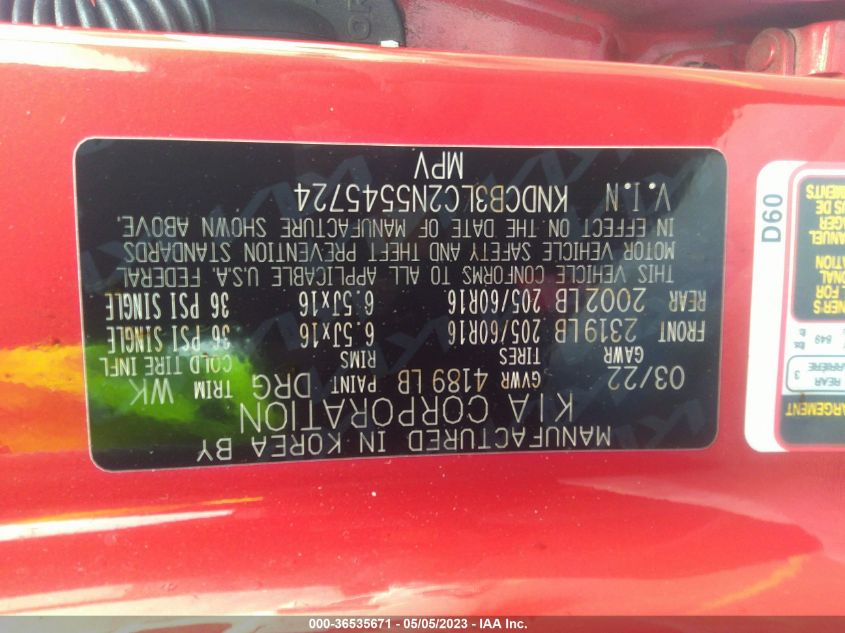 MANUFACTURED IN KOREA BY
KIA CORPORATION
03/22 GVWR 4189 LB PAINT DRG TRIM WK
GAWR TIRES RIMS COLD TIRE INFL
FRONT 2319LB 205/60R16 6.5Jx16 36 PSI SINGLE
REAR 2002LB 205/60R16 6.5Jx16 36 PSI SINGLE
THIS VEHICLE CONFORMS TO ALL APPLICABLE U.S.A. FEDERAL
MOTOR VEHICLE SAFETY AND THEFT PREVENTION STANDARDS
IN EFFECT ON THE DATE OF MANUFACTURE SHOWN ABOVE.
V.I.N KNDCB3LC2N5545724
MPV
D60
849
REAR
3
000-36535671 - 05/05/2023 - IAA Inc.